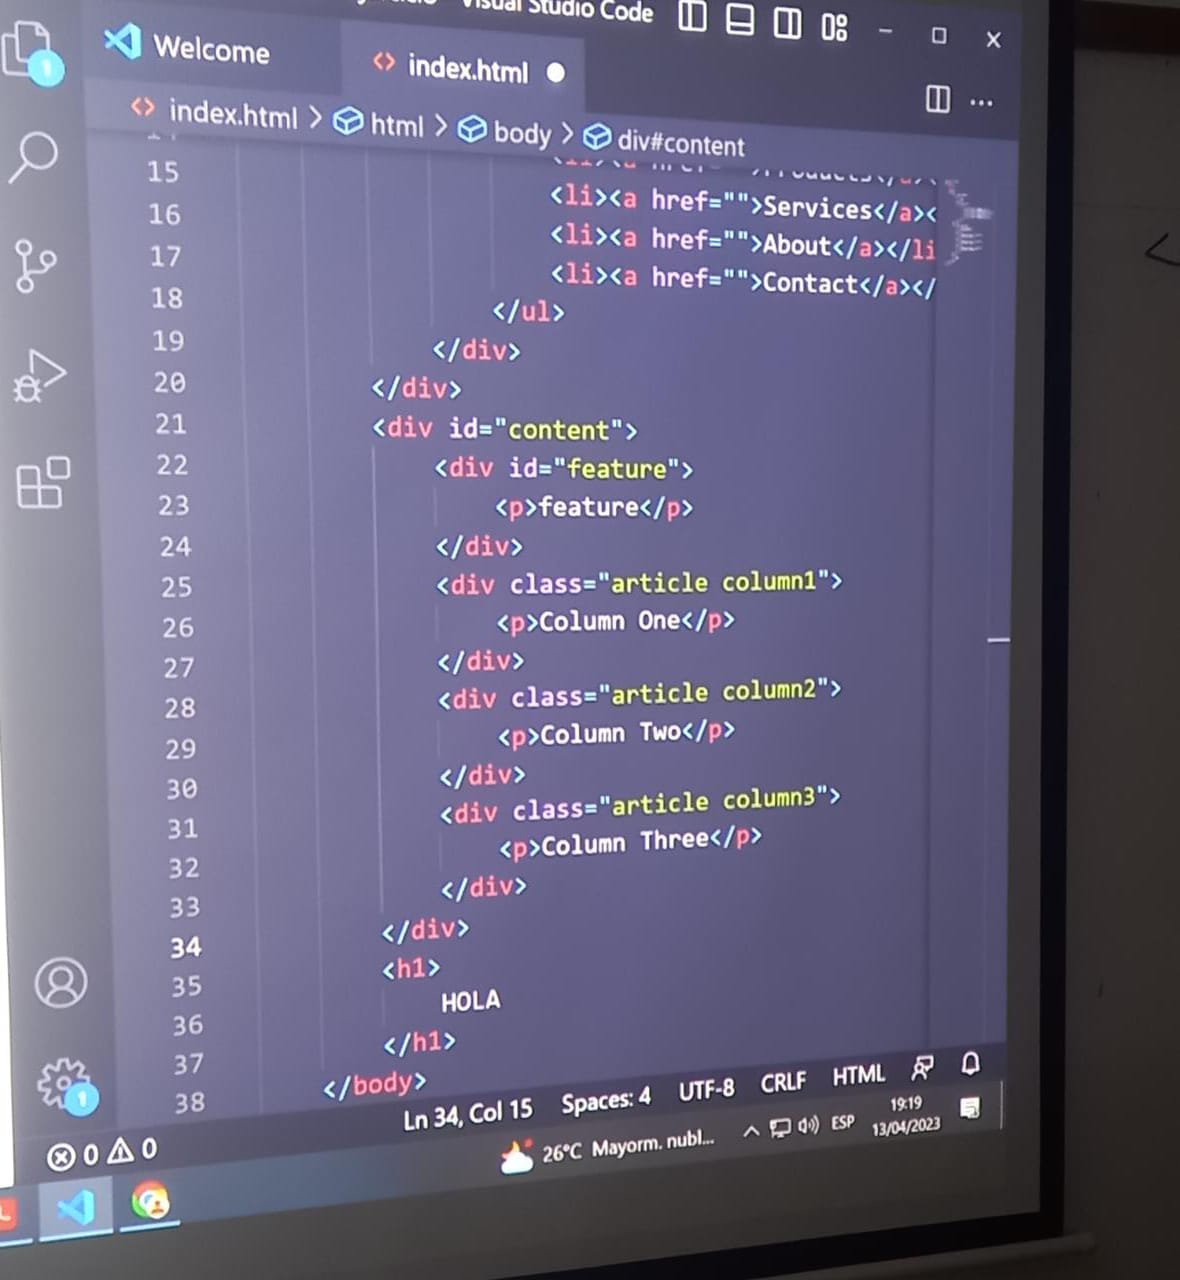 Visual Studio Code
Welcome
index.html
index.html > html > body > div#content
15 <li><a href="">Services</a><
16 <li><a href="">About</a></li
17 <li><a href="">Contact</a></
18 </ul>
19 </div>
20 </div>
21 <div id="content">
22 <div id="feature">
23 <p>feature</p>
24 </div>
25 <div class="article column1">
26 <p>Column One</p>
27 </div>
28 <div class="article column2">
29 <p>Column Two</p>
30 </div>
31 <div class="article column3">
32 <p>Column Three</p>
33 </div>
34 </div>
35 <h1>
36 HOLA
37 </h1>
38 </body>
Ln 34, Col 15 Spaces: 4 UTF-8 CRLF HTML
0 0
26°C Mayorm. nubl... ESP 19:19
13/04/2023
1
1